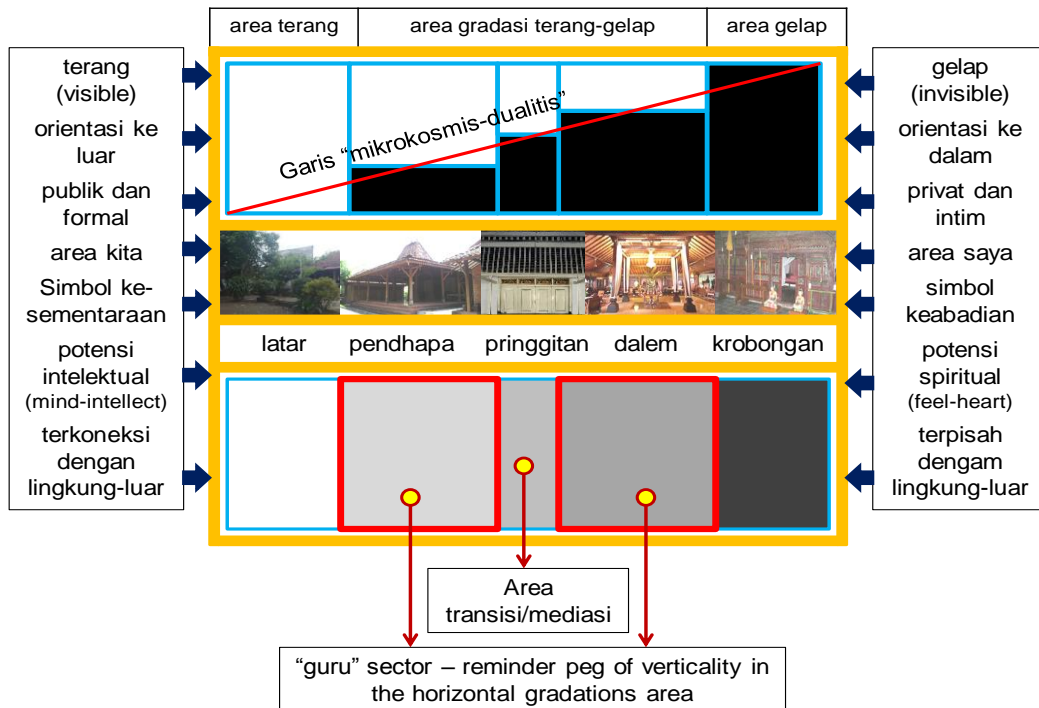 area terang
area gradasi terang-gelap
area gelap
terang
(visible)
orientasi ke
luar
publik dan
formal
area kita
Simbol ke-
sementaraan
potensi
intelektual
(mind-intellect)
terkoneksi
dengan
lingkung-luar
Garis “mikrokosmis-dualitis”
latar
pendhapa
pringgitan
dalem
krobongan
gelap
(invisible)
orientasi ke
dalam
privat dan
intim
area saya
simbol
keabadian
potensi
spiritual
(feel-heart)
terpisah
dengam
lingkung-luar
Area
transisi/mediasi
“guru” sector – reminder peg of verticality in
the horizontal gradations area